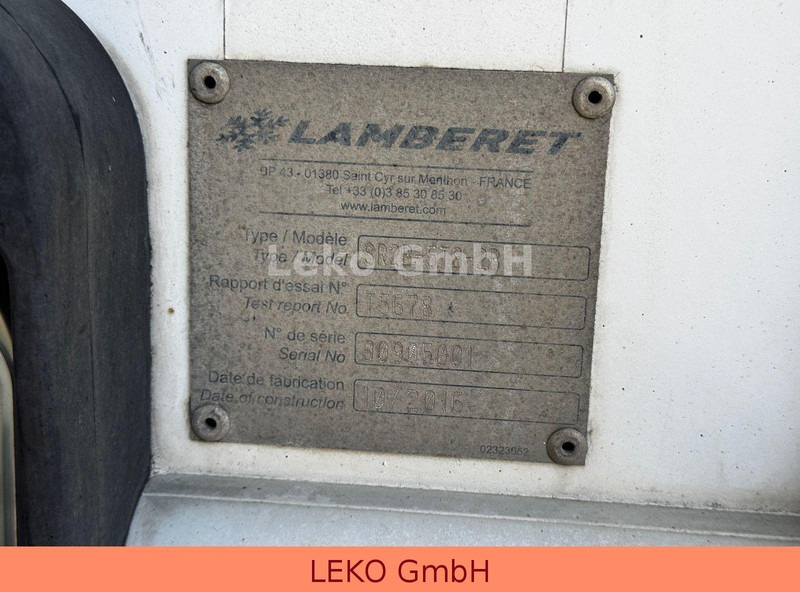 LAMBERET
BP 43 - 01380 Saint Cyr sur Menthon - FRANCE
Tel +33 (0)3 85 30 85 30
www.lamberet.com
Type / Modèle
Type / Model
Leko GmbH
Rapport d'essai N°
Test report No
N° de série
Serial No
Date de fabrication
Date of construction
02323052
LEKO GmbH